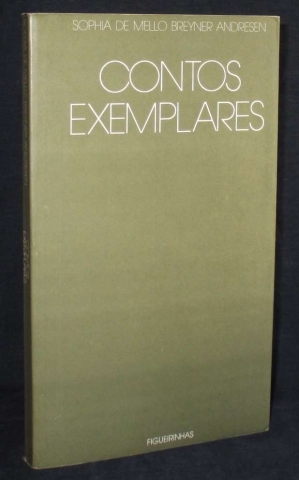 SOPHIA DE MELLO BREYNER ANDRESEN
CONTOS
EXEMPLARES
FIGUEIRINHAS